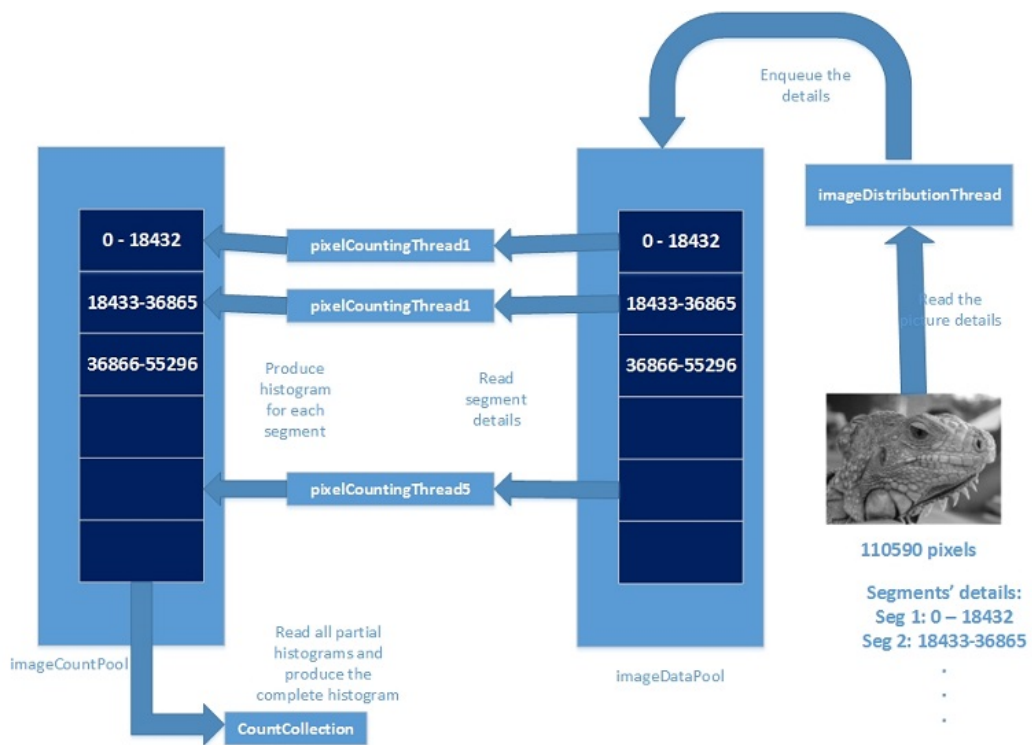 Enqueue the
details
imageDistributionThread
0 - 18432
pixelCountingThread1
0 - 18432
18433-36865
pixelCountingThread1
18433-36865
36866-55296
36866-55296
Read the
picture details
Produce
histogram
for each
segment
Read
segment
details
pixelCountingThread5
110590 pixels
Segments' details:
Seg 1: 0 – 18432
Seg 2: 18433-36865
.
.
.
imageCountPool
imageDataPool
Read all partial
histograms and
produce the
complete histogram
CountCollection